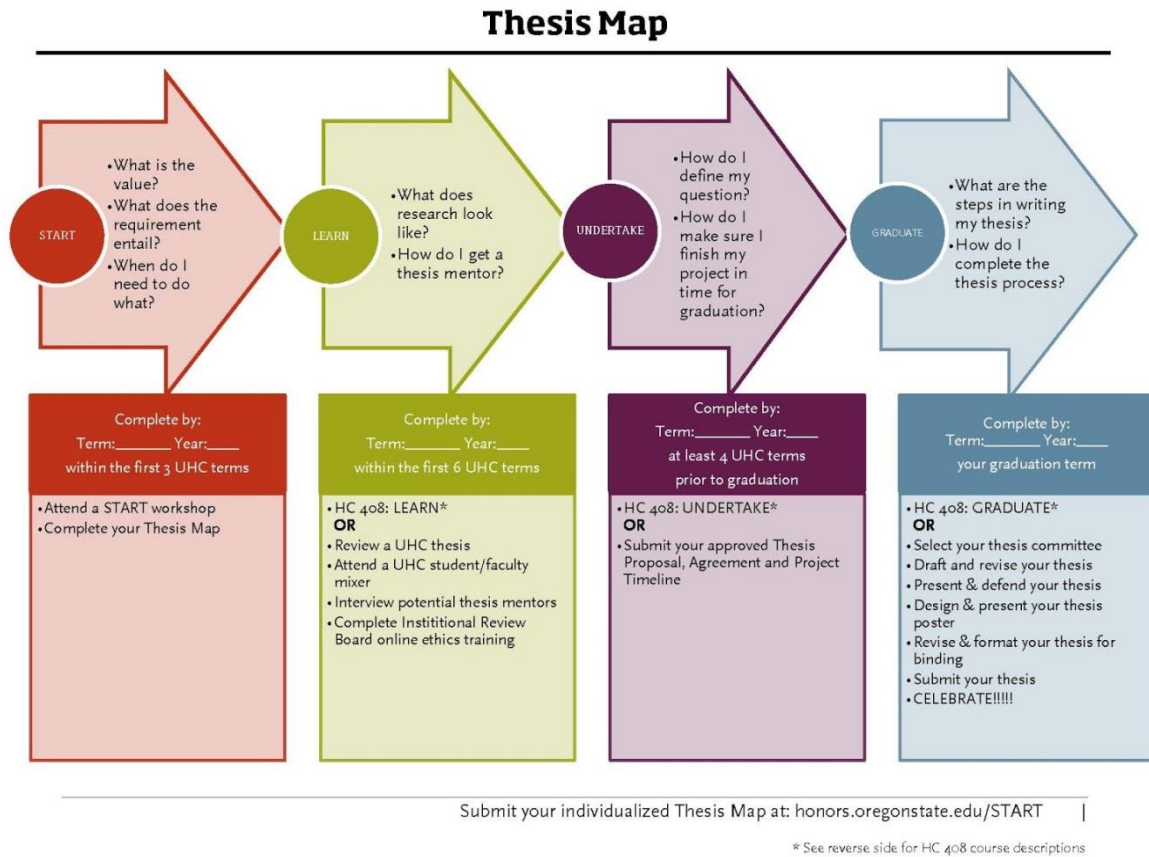 Thesis Map
START
•What is the
value?
•What does the
requirement
entail?
•When do I
need to do
what?
LEARN
•What does
research look
like?
•How do I get a
thesis mentor?
UNDERTAKE
•How do I
define my
question?
•How do I
make sure I
finish my
project in
time for
graduation?
GRADUATE
•What are the
steps in writing
my thesis?
•How do I
complete the
thesis process?
Complete by:
Term:_______ Year:____
within the first 3 UHC terms
•Attend a START workshop
•Complete your Thesis Map
Complete by:
Term:_______ Year:____
within the first 6 UHC terms
•HC 408: LEARN*
OR
•Review a UHC thesis
•Attend a UHC student/faculty
mixer
•Interview potential thesis mentors
•Complete Instititional Review
Board online ethics training
Complete by:
Term:_______ Year:____
at least 4 UHC terms
prior to graduation
•HC 408: UNDERTAKE*
OR
•Submit your approved Thesis
Proposal, Agreement and Project
Timeline
Complete by:
Term:_______ Year:____
your graduation term
•HC 408: GRADUATE*
OR
•Select your thesis committee
•Draft and revise your thesis
•Present & defend your thesis
•Design & present your thesis
poster
•Revise & format your thesis for
binding
•Submit your thesis
•CELEBRATE!!!!!
Submit your individualized Thesis Map at: honors.oregonstate.edu/START |
* See reverse side for HC 408 course descriptions